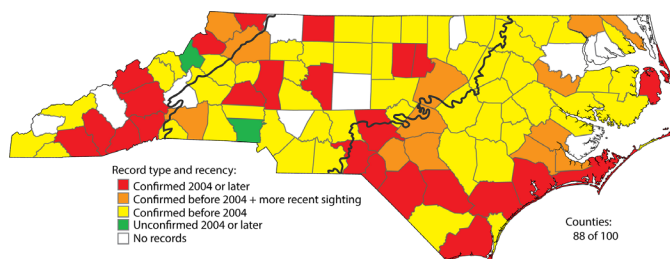 Record type and recency:
Confirmed 2004 or later
Confirmed before 2004 + more recent sighting
Confirmed before 2004
Unconfirmed 2004 or later
No records
Counties:
88 of 100